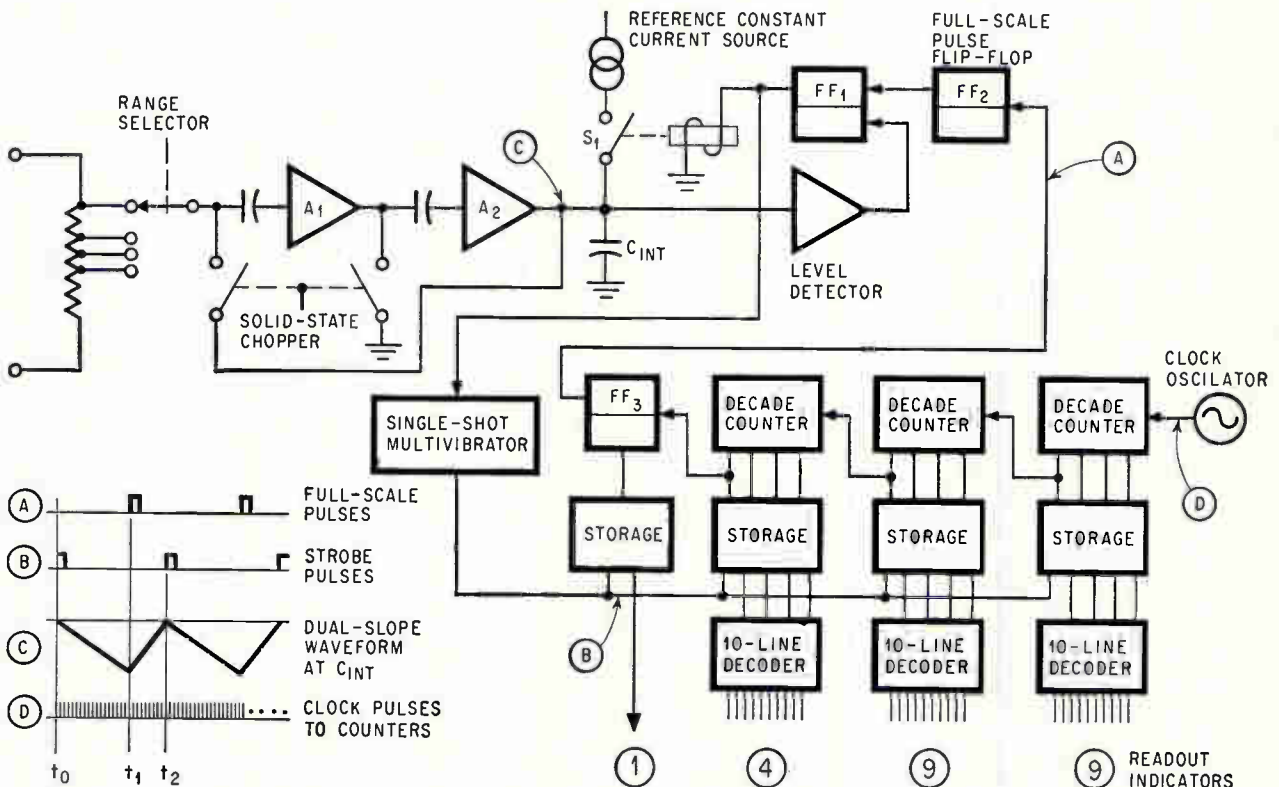 REFERENCE CONSTANT
CURRENT SOURCE
FULL-SCALE
PULSE
FLIP-FLOP
RANGE
SELECTOR
FF1
FF2
S1
C
A
A1
A2
CINT
LEVEL
DETECTOR
SOLID-STATE
CHOPPER
CLOCK
OSCILATOR
SINGLE-SHOT
MULTIVIBRATOR
FF3
DECADE
COUNTER
DECADE
COUNTER
DECADE
COUNTER
D
STORAGE
STORAGE
STORAGE
STORAGE
B
10-LINE
DECODER
10-LINE
DECODER
10-LINE
DECODER
A
FULL-SCALE
PULSES
B
STROBE
PULSES
C
DUAL-SLOPE
WAVEFORM
AT CINT
D
CLOCK PULSES
TO COUNTERS
t0 t1 t2
1 4 9 9
READOUT
INDICATORS